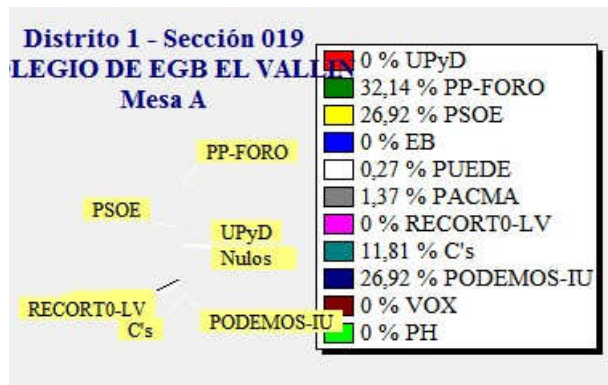 Distrito 1 - Sección 019
LEGIO DE EGB EL VALLIN
Mesa A
0 % UPyD
32,14 % PP-FORO
26,92 % PSOE
0 % EB
0,27 % PUEDE
1,37 % PACMA
0 % RECORT0-LV
11,81 % C's
26,92 % PODEMOS-IU
0 % VOX
0 % PH
PP-FORO
PSOE
UPyD
Nulos
RECORT0-LV
C's
PODEMOS-IU